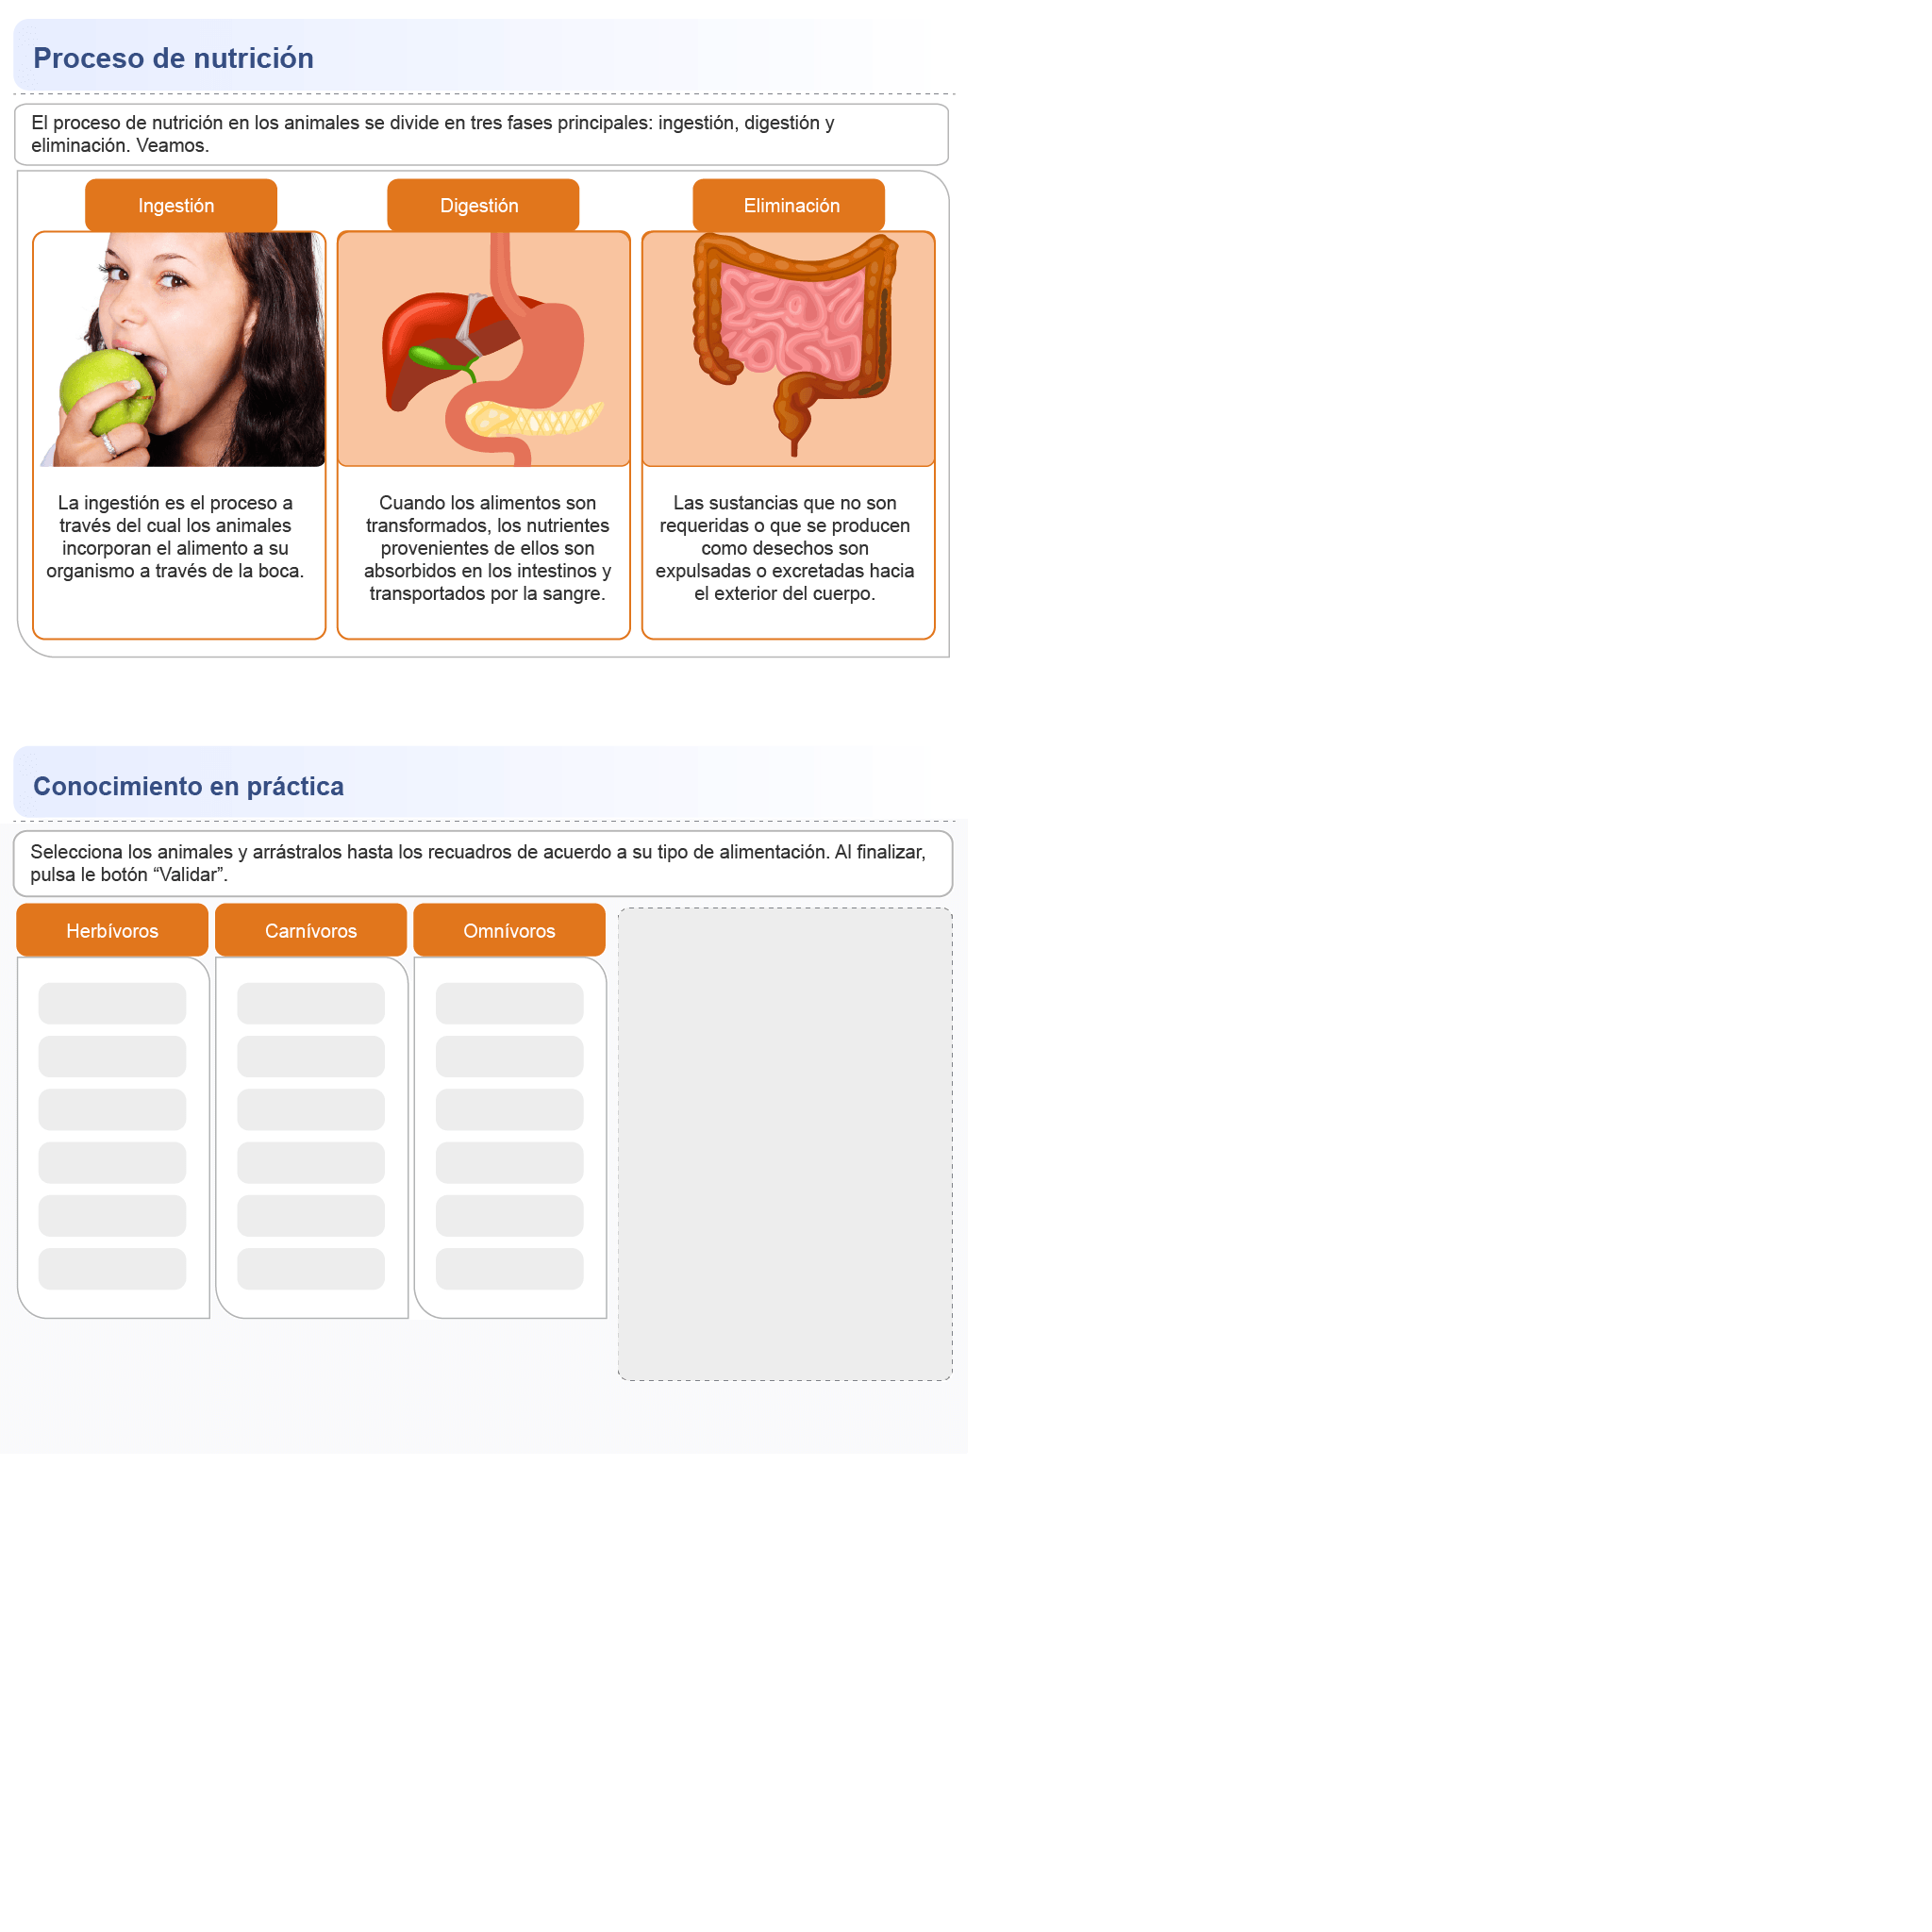 Proceso de nutrición
El proceso de nutrición en los animales se divide en tres fases principales: ingestión, digestión y
eliminación. Veamos.
Ingestión
La ingestión es el proceso a
través del cual los animales
incorporan el alimento a su
organismo a través de la boca.
Digestión
Cuando los alimentos son
transformados, los nutrientes
provenientes de ellos son
absorbidos en los intestinos y
transportados por la sangre.
Eliminación
Las sustancias que no son
requeridas o que se producen
como desechos son
expulsadas o excretadas hacia
el exterior del cuerpo.
Conocimiento en práctica
Selecciona los animales y arrástralos hasta los recuadros de acuerdo a su tipo de alimentación. Al finalizar,
pulsa le botón “Validar”.
Herbívoros
Carnívoros
Omnívoros